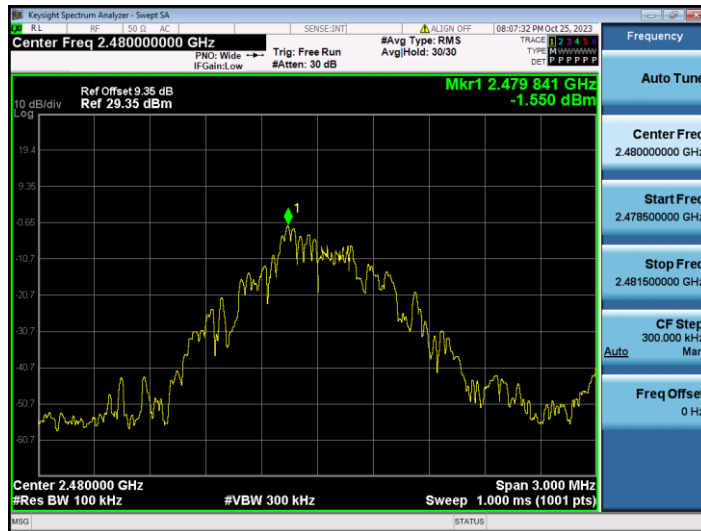 Keysight Spectrum Analyzer - Swept SA
RL RF 50 Ω AC SENSE:INT ALIGN OFF 08:07:32 PM Oct 25, 2023
Center Freq 2.480000000 GHz
PNO: Wide
IFGain:Low
Trig: Free Run
#Atten: 30 dB
#Avg Type: RMS
Avg|Hold: 30/30
TRACE 1 2 3 4 5 6
TYPE M WWWWW
DET P P P P P P
Mkr1 2.479 841 GHz
-1.550 dBm
Ref Offset 9.35 dB
10 dB/div Ref 29.35 dBm
Log
1
19.4
9.35
-0.65
-10.7
-20.7
-30.7
-40.7
-50.7
-60.7
Center 2.480000 GHz Span 3.000 MHz
#Res BW 100 kHz #VBW 300 kHz Sweep 1.000 ms (1001 pts)
MSG STATUS
Frequency
Auto Tune
Center Freq
2.480000000 GHz
Start Freq
2.478500000 GHz
Stop Freq
2.481500000 GHz
CF Step
300.000 kHz
Auto Man
Freq Offset
0 Hz